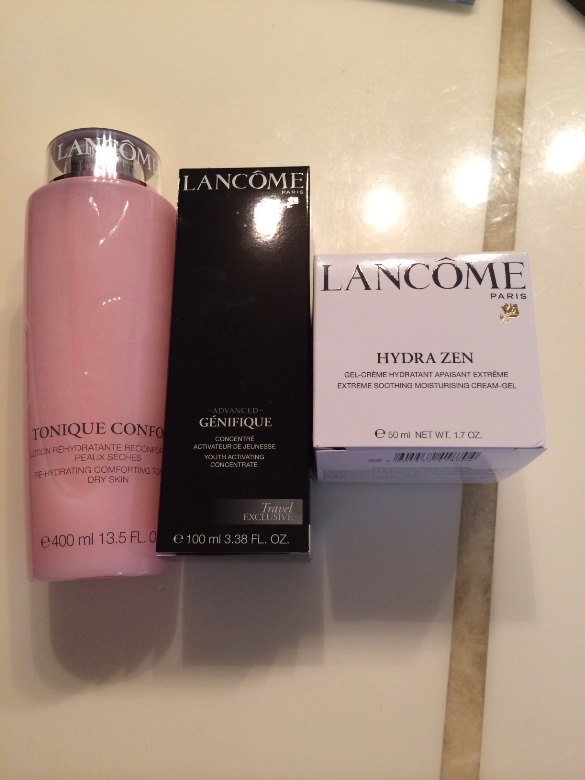 LANCÔME
TONIQUE CONFO
LOTION RÉHYDRATANTE RECONFOR
PEAUX SÈCHES
RE-HYDRATING COMFORTING TO
DRY SKIN
℮400 ml 13.5 FL. O
LANCÔME
PARIS
ADVANCED
GÉNIFIQUE
CONCENTRÉ
ACTIVATEUR DE JEUNESSE
YOUTH ACTIVATING
CONCENTRATE
Travel
EXCLUSIVE
℮ 100 ml 3.38 FL. OZ.
LANCÔME
PARIS
HYDRA ZEN
GEL-CRÈME HYDRATANT APAISANT EXTRÊME
EXTREME SOOTHING MOISTURISING CREAM-GEL
℮ 50 ml NET WT. 1.7 OZ.